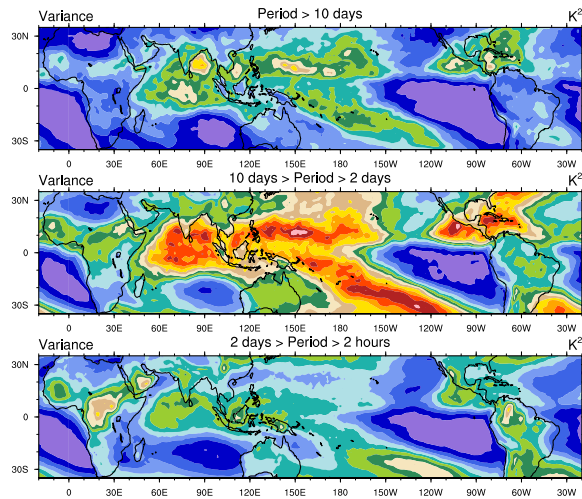 Variance Period > 10 days K²
30N
0
30S
0 30E 60E 90E 120E 150E 180 150W 120W 90W 60W 30W
Variance 10 days > Period > 2 days K²
30N
0
30S
0 30E 60E 90E 120E 150E 180 150W 120W 90W 60W 30W
Variance 2 days > Period > 2 hours K²
30N
0
30S
0 30E 60E 90E 120E 150E 180 150W 120W 90W 60W 30W